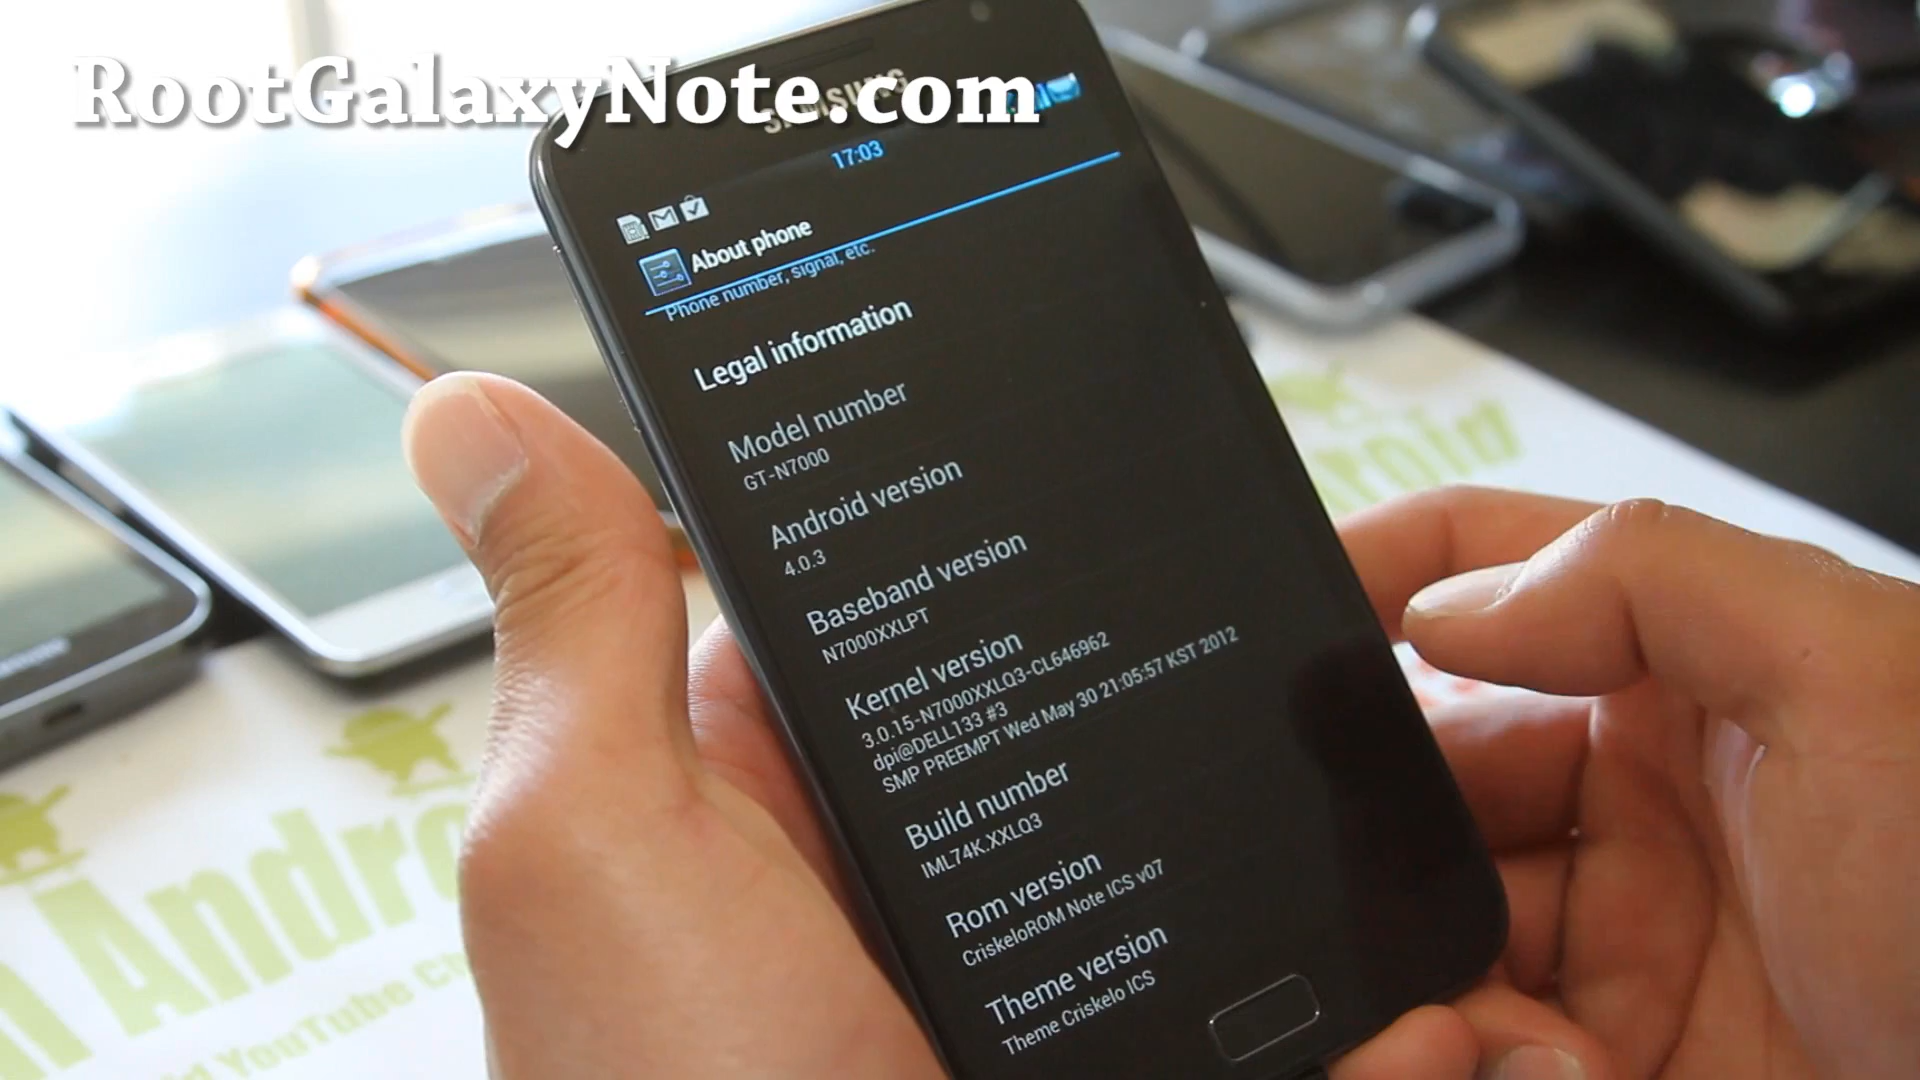 RootGalaxyNote.com
SAMSUNG
17:03
About phone
Phone number, signal, etc.
Legal information
Model number
GT-N7000
Android version
4.0.3
Baseband version
N7000XXLPT
Kernel version
3.0.15-N7000XXLQ3-CL646962
dpi@DELL133 #3
SMP PREEMPT Wed May 30 21:05:57 KST 2012
Build number
IML74K.XXLQ3
Rom version
CriskeloROM Note ICS v07
Theme version
Theme Criskelo ICS
YouTube